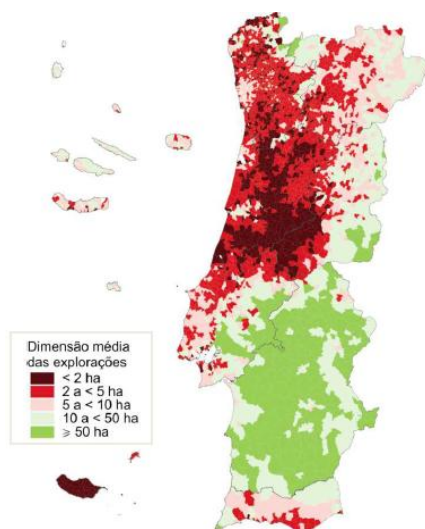 Dimensão média
das explorações
< 2 ha
2 a < 5 ha
5 a < 10 ha
10 a < 50 ha
⩾ 50 ha